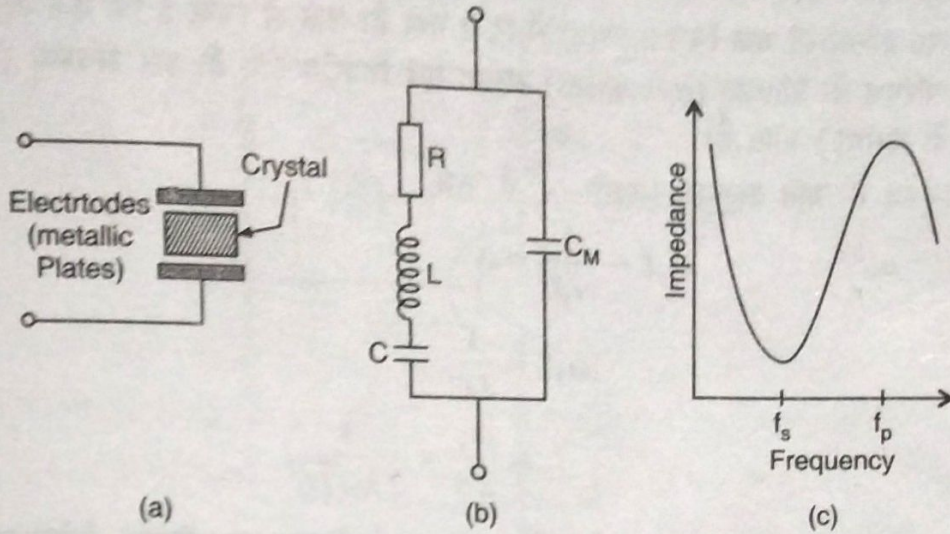 Crystal
Electrtodes
(metallic
Plates)
(a)
R
L
C
C_M
(b)
Impedance
f_s
f_p
Frequency
(c)